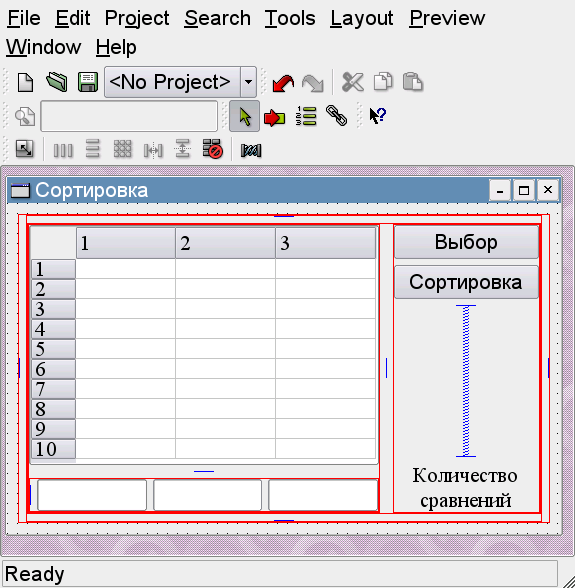 File Edit Project Search Tools Layout Preview
Window Help
<No Project>
Сортировка
1 2 3
Выбор
1
Сортировка
2
3
4
5
6
7
8
9
10
Количество
сравнений
Ready